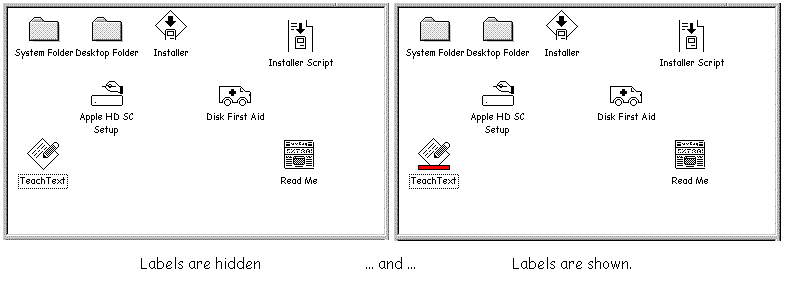 System Folder Desktop Folder Installer
Installer Script
Apple HD SC
Setup
Disk First Aid
TeachText
Read Me
System Folder Desktop Folder Installer
Installer Script
Apple HD SC
Setup
Disk First Aid
TeachText
Read Me
Labels are hidden ... and ... Labels are shown.